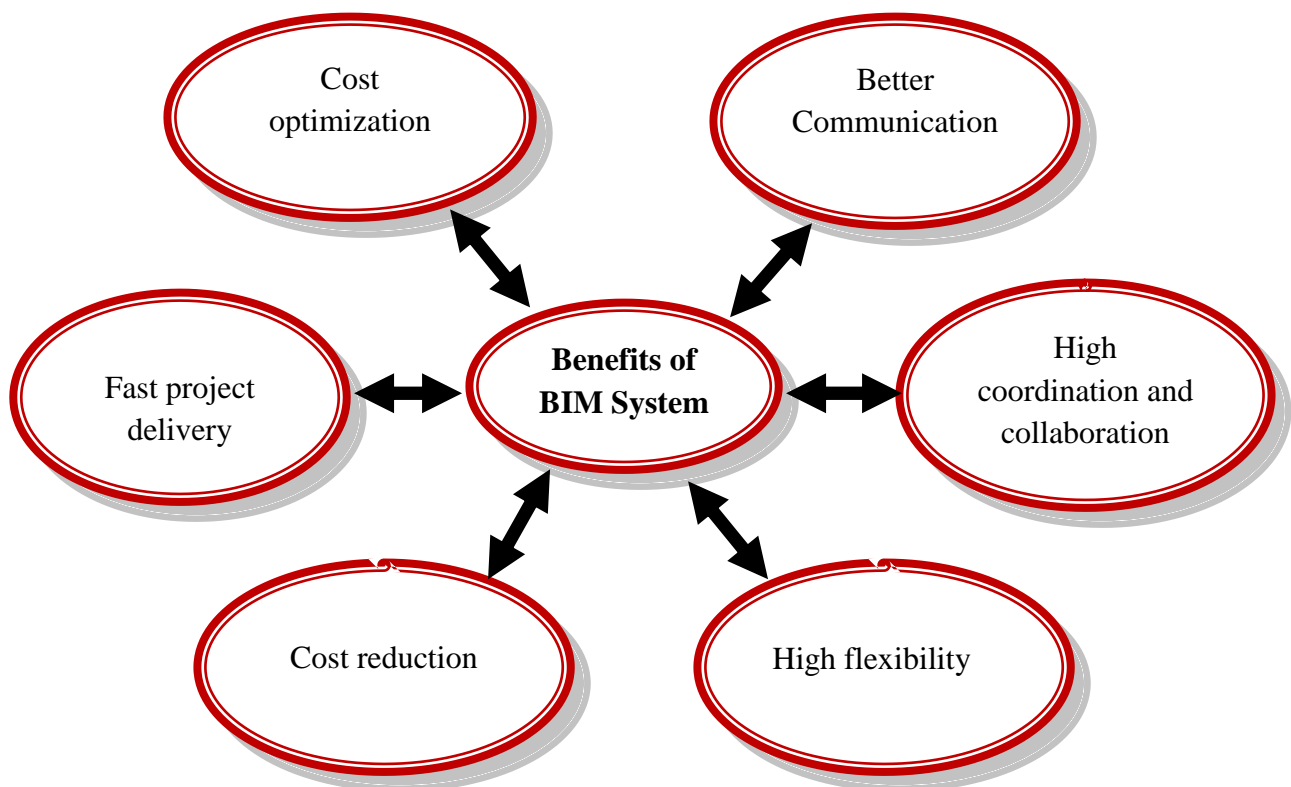 Cost
optimization
Better
Communication
Fast project
delivery
Benefits of
BIM System
High
coordination and
collaboration
Cost reduction
High flexibility